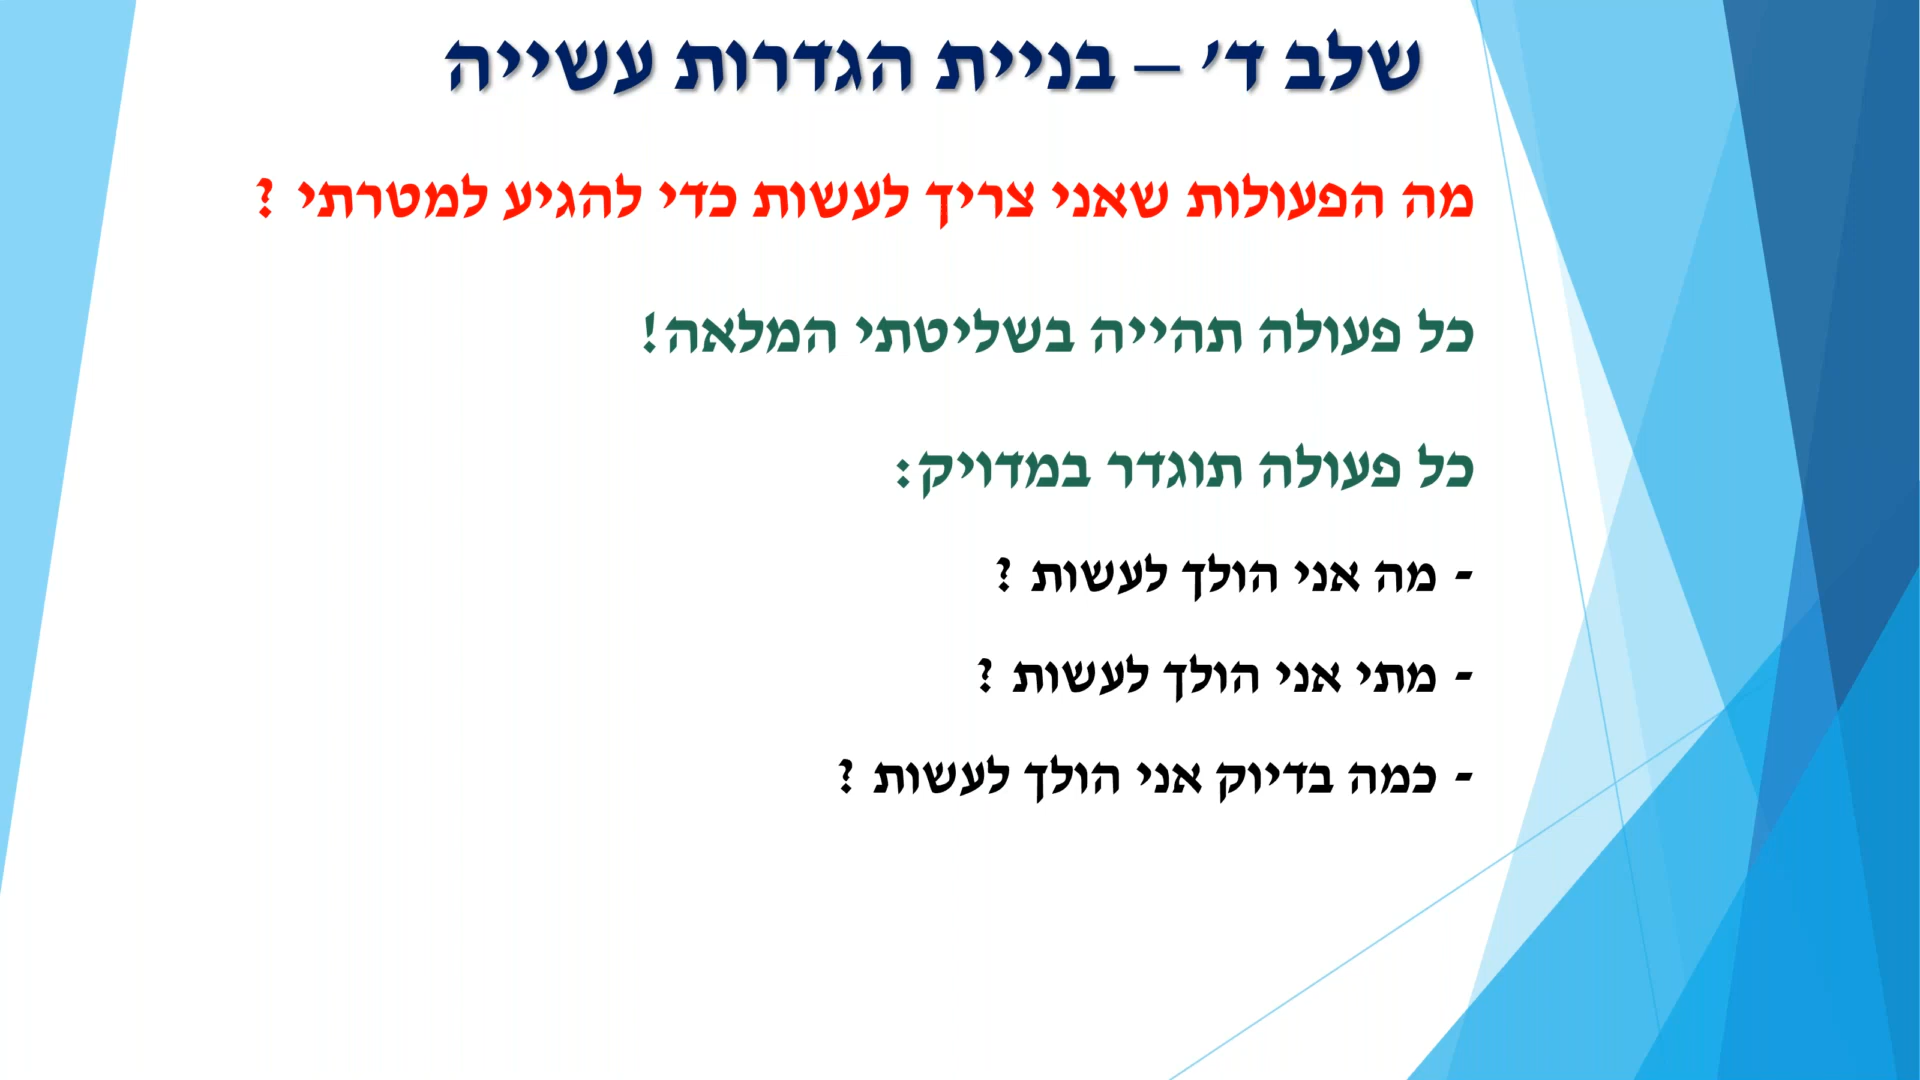 שלב ד' – בניית הגדרות עשייה
מה הפעולות שאני צריך לעשות כדי להגיע למטרתי ?
כל פעולה תהייה בשליטתי המלאה!
כל פעולה תוגדר במדויק:
- מה אני הולך לעשות ?
- מתי אני הולך לעשות ?
- כמה בדיוק אני הולך לעשות ?